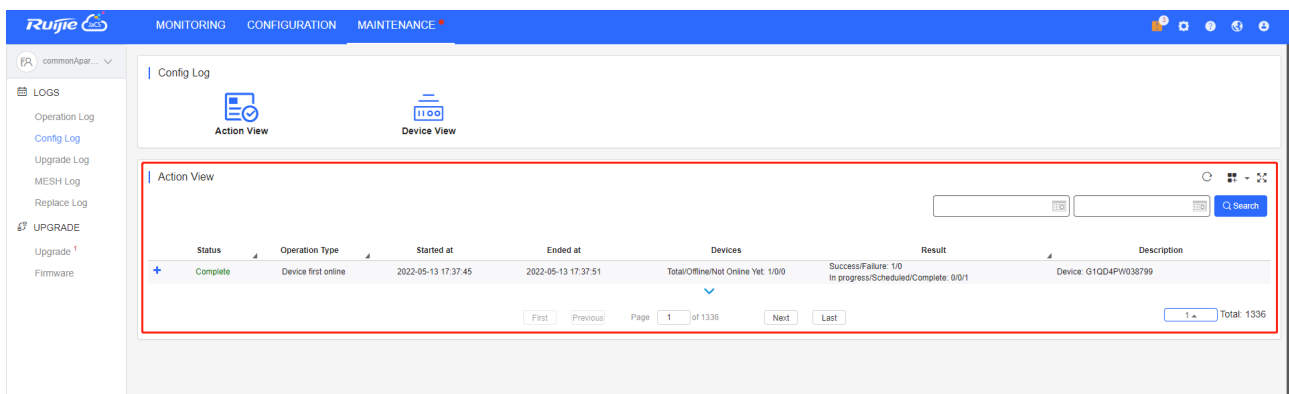 Ruijie JaCS MONITORING CONFIGURATION MAINTENANCE 3
FR commonApar...
LOGS
Operation Log
Config Log
Upgrade Log
MESH Log
Replace Log
UPGRADE
Upgrade 1
Firmware
Config Log
Action View Device View
Action View
Search
Status Operation Type Started at Ended at Devices Result Description
Complete Device first online 2022-05-13 17:37:45 2022-05-13 17:37:51 Total/Offline/Not Online Yet: 1/0/0 Success/Failure: 1/0 Device: G1QD4PW038799
In progress/Scheduled/Complete: 0/0/1
First Previous Page 1 of 1336 Next Last 1 Total: 1336